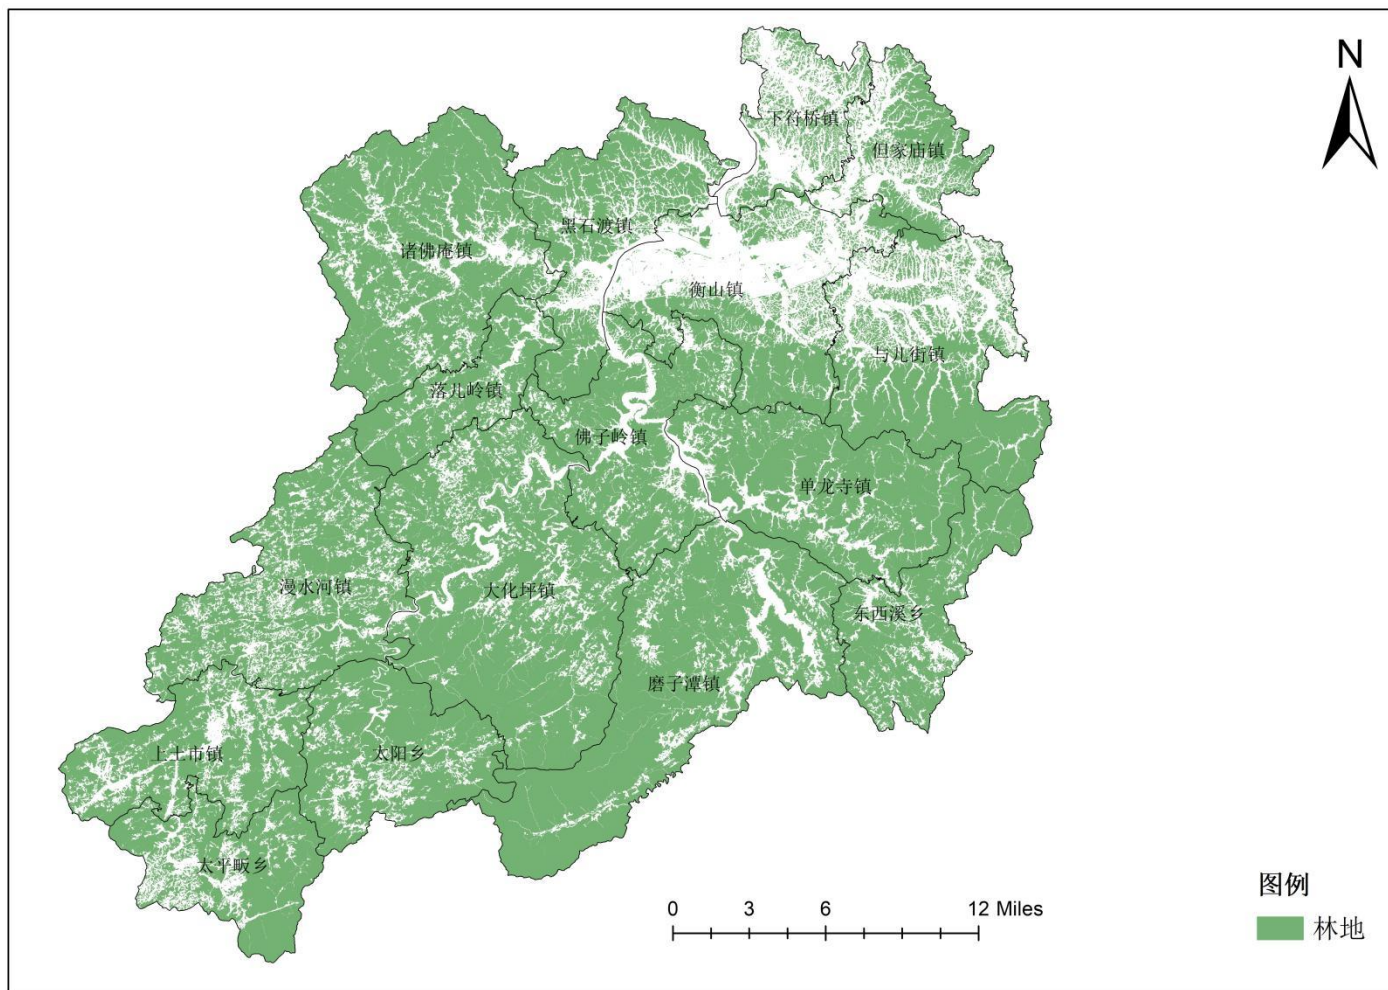 N
下符桥镇
但家庙镇
黑石渡镇
诸佛庵镇
衡山镇
与儿街镇
落儿岭镇
佛子岭镇
单龙寺镇
漫水河镇
大化坪镇
东西溪乡
磨子潭镇
上土市镇
太阳乡
太平畈乡
图例
林地
0 3 6 12 Miles